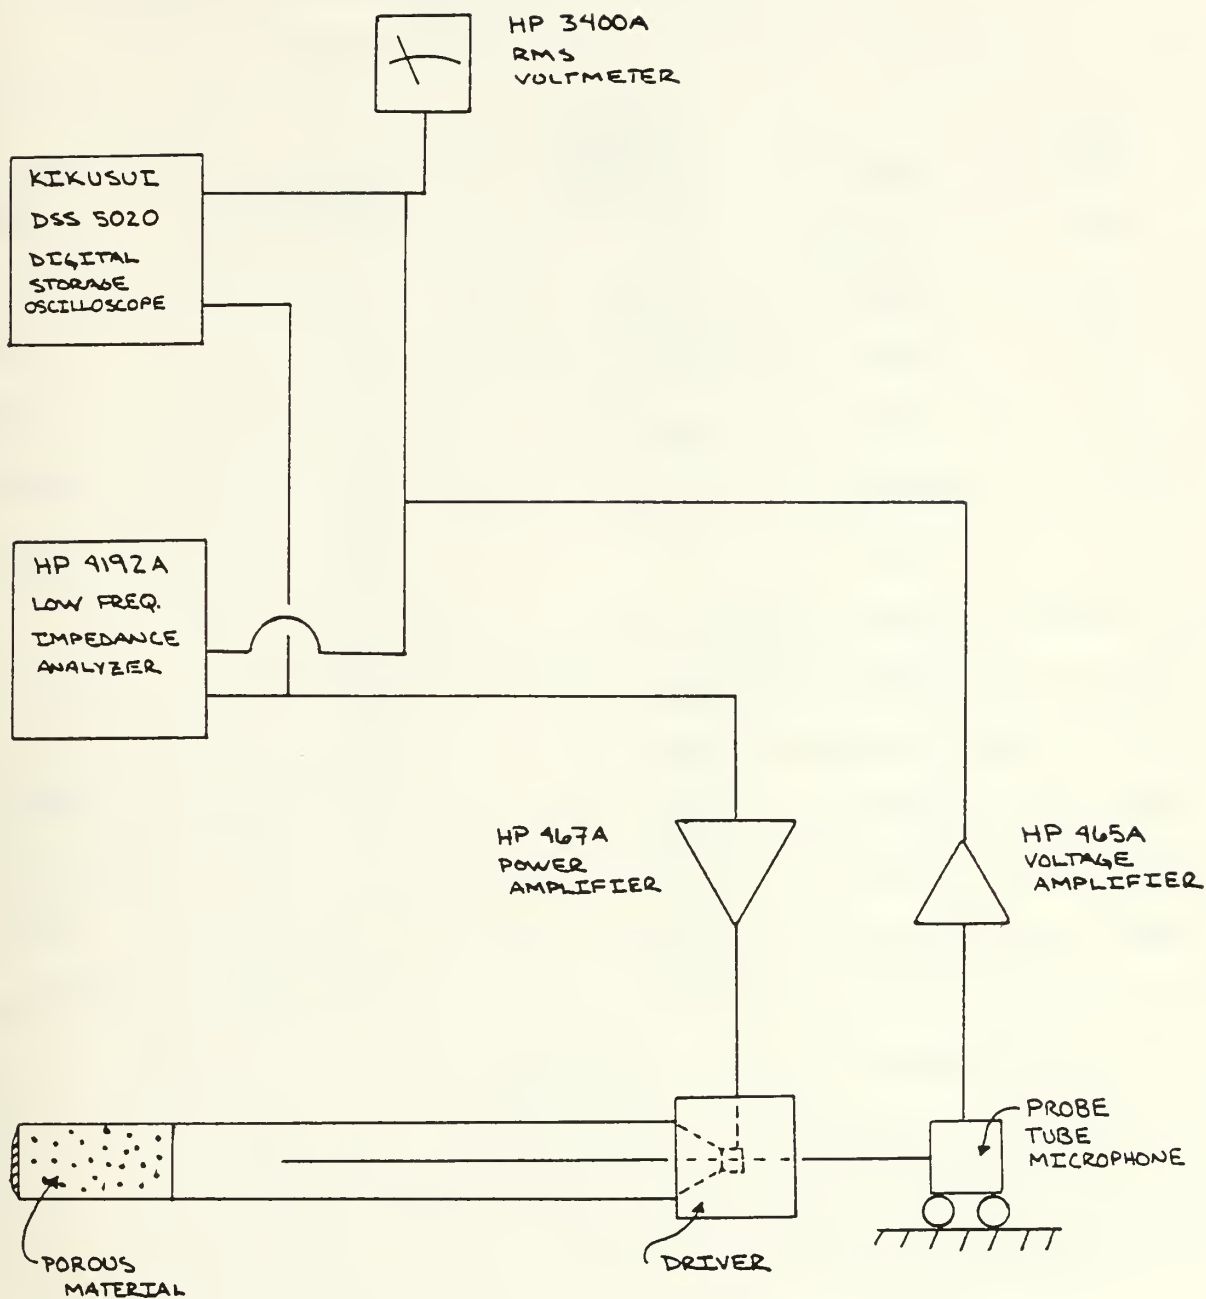 HP 3400A
RMS
VOLTMETER
KIKUSUI
DSS 5020
DIGITAL
STORAGE
OSCILLOSCOPE
HP 4192A
LOW FREQ.
IMPEDANCE
ANALYZER
HP 467A
POWER
AMPLIFIER
HP 465A
VOLTAGE
AMPLIFIER
PROBE
TUBE
MICROPHONE
POROUS
MATERIAL
DRIVER